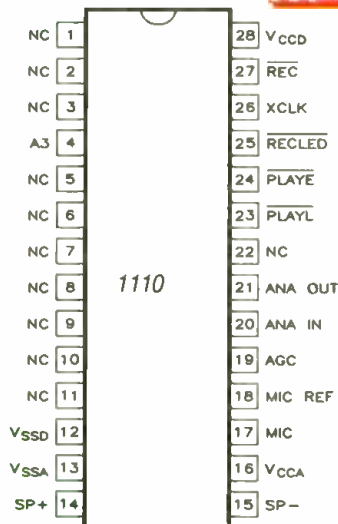 NC 1 28 VCCD
NC 2 27 REC
NC 3 26 XCLK
A3 4 25 RECLED
NC 5 24 PLAYE
NC 6 23 PLAYL
NC 7 22 NC
NC 8 1110 21 ANA OUT
NC 9 20 ANA IN
NC 10 19 AGC
NC 11 18 MIC REF
VSSD 12 17 MIC
VSSA 13 16 VCCA
SP+ 14 15 SP-